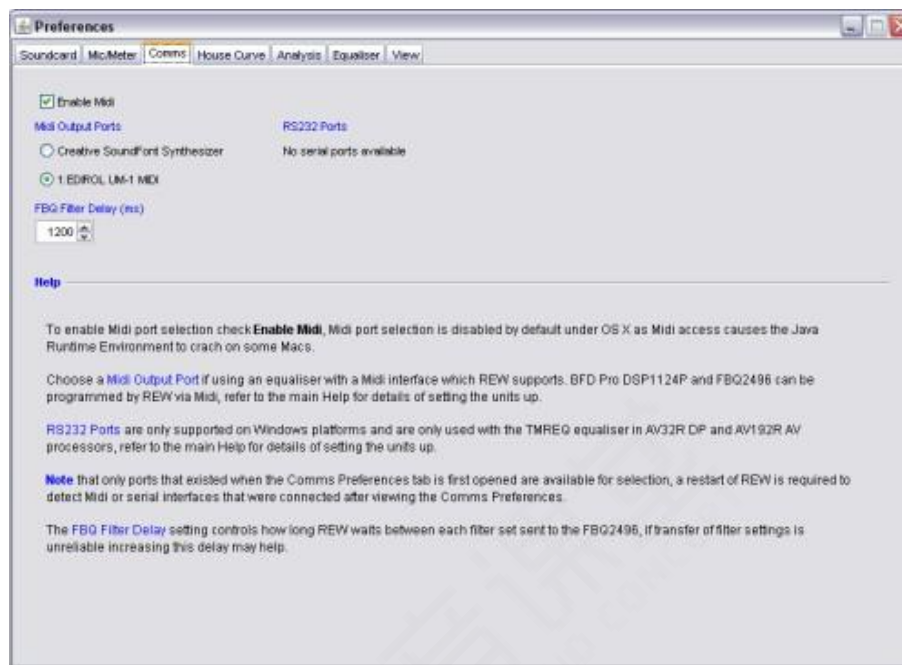 Preferences
Soundcard Mic/Meter Comms House Curve Analysis Equaliser View
Enable Midi
Midi Output Ports RS232 Ports
Creative SoundFont Synthesizer No serial ports available
1:EDIROL UM-1 MIDI
FBQ Filter Delay (ms)
1200
Help
To enable Midi port selection check Enable Midi, Midi port selection is disabled by default under OS X as Midi access causes the Java
Runtime Environment to crach on some Macs.
Choose a Midi Output Port if using an equaliser with a Midi interface which REW supports. BFD Pro DSP1124P and FBQ2496 can be
programmed by REW via Midi, refer to the main Help for details of setting the units up.
RS232 Ports are only supported on Windows platforms and are only used with the TMREQ equaliser in AV32R DP and AV192R AV
processors, refer to the main Help for details of setting the units up.
Note that only ports that existed when the Comms Preferences tab is first opened are available for selection, a restart of REW is required to
detect Midi or serial interfaces that were connected after viewing the Comms Preferences.
The FBQ Filter Delay setting controls how long REW waits between each filter set sent to the FBQ2496, if transfer of filter settings is
unreliable increasing this delay may help.